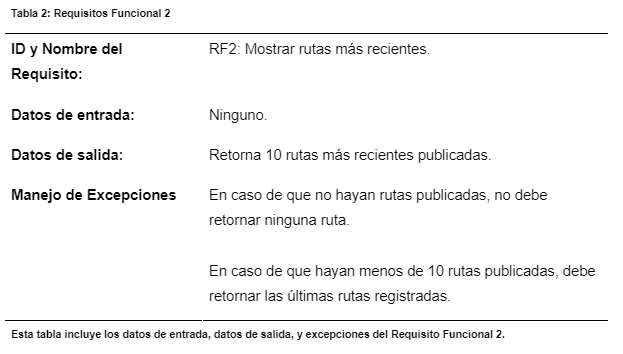 Tabla 2: Requisitos Funcional 2
ID y Nombre del Requisito:
RF2: Mostrar rutas más recientes.
Datos de entrada:
Ninguno.
Datos de salida:
Retorna 10 rutas más recientes publicadas.
Manejo de Excepciones
En caso de que no hayan rutas publicadas, no debe
retornar ninguna ruta.
En caso de que hayan menos de 10 rutas publicadas, debe
retornar las últimas rutas registradas.
Esta tabla incluye los datos de entrada, datos de salida, y excepciones del Requisito Funcional 2.